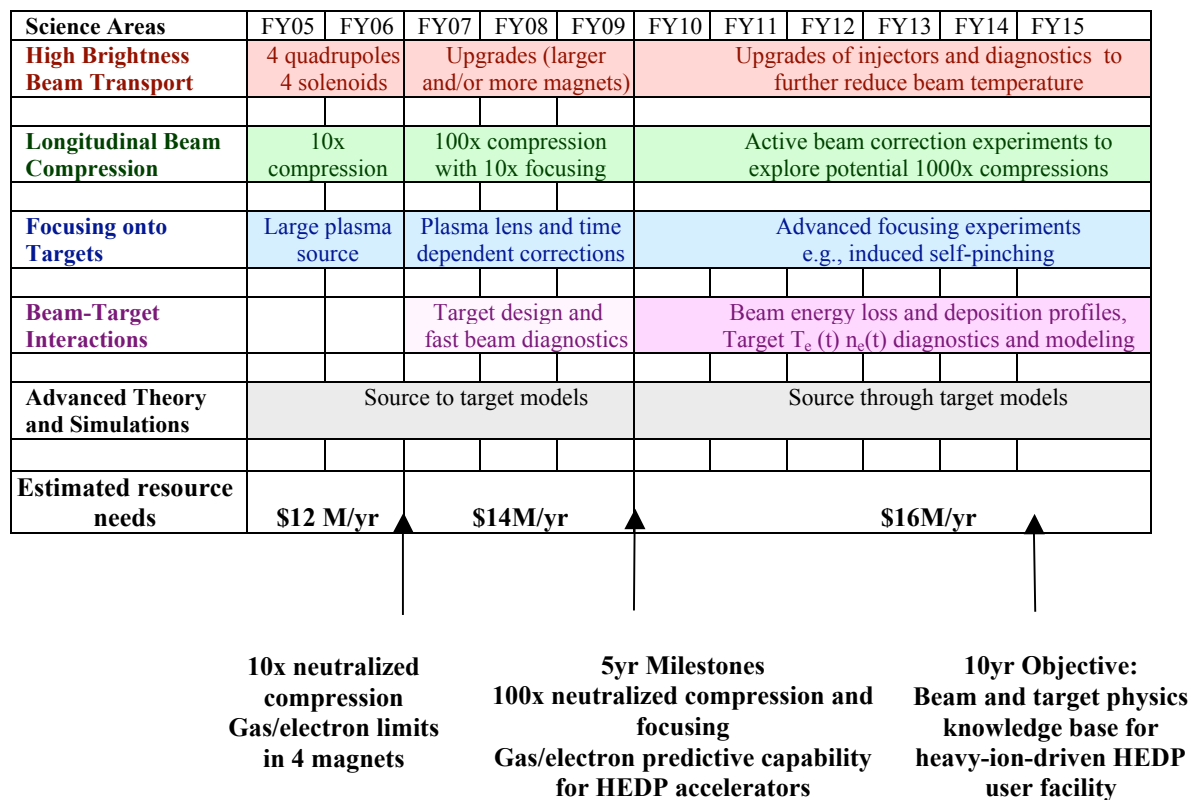 Science Areas FY05 FY06 FY07 FY08 FY09 FY10 FY11 FY12 FY13 FY14 FY15
High Brightness
Beam Transport
4 quadrupoles
4 solenoids
Upgrades (larger
and/or more magnets)
Upgrades of injectors and diagnostics to
further reduce beam temperature
Longitudinal Beam
Compression
10x
compression
100x compression
with 10x focusing
Active beam correction experiments to
explore potential 1000x compressions
Focusing onto
Targets
Large plasma
source
Plasma lens and time
dependent corrections
Advanced focusing experiments
e.g., induced self-pinching
Beam-Target
Interactions
Target design and
fast beam diagnostics
Beam energy loss and deposition profiles,
Target Te (t) ne(t) diagnostics and modeling
Advanced Theory
and Simulations
Source to target models
Source through target models
Estimated resource
needs
$12 M/yr
$14M/yr
$16M/yr
10x neutralized
compression
Gas/electron limits
in 4 magnets
5yr Milestones
100x neutralized compression and
focusing
Gas/electron predictive capability
for HEDP accelerators
10yr Objective:
Beam and target physics
knowledge base for
heavy-ion-driven HEDP
user facility